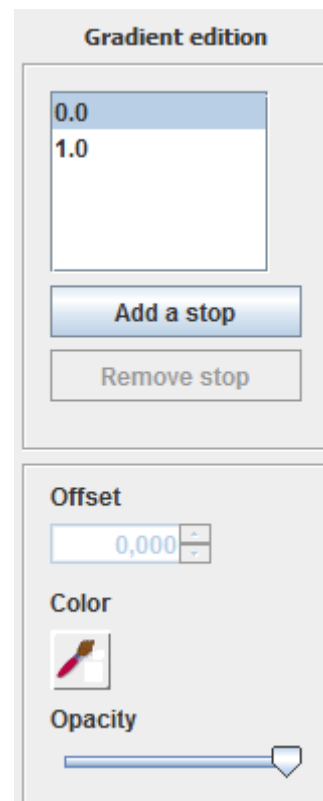 Gradient edition
0.0
1.0
Add a stop
Remove stop
Offset
0,000
Color
Opacity